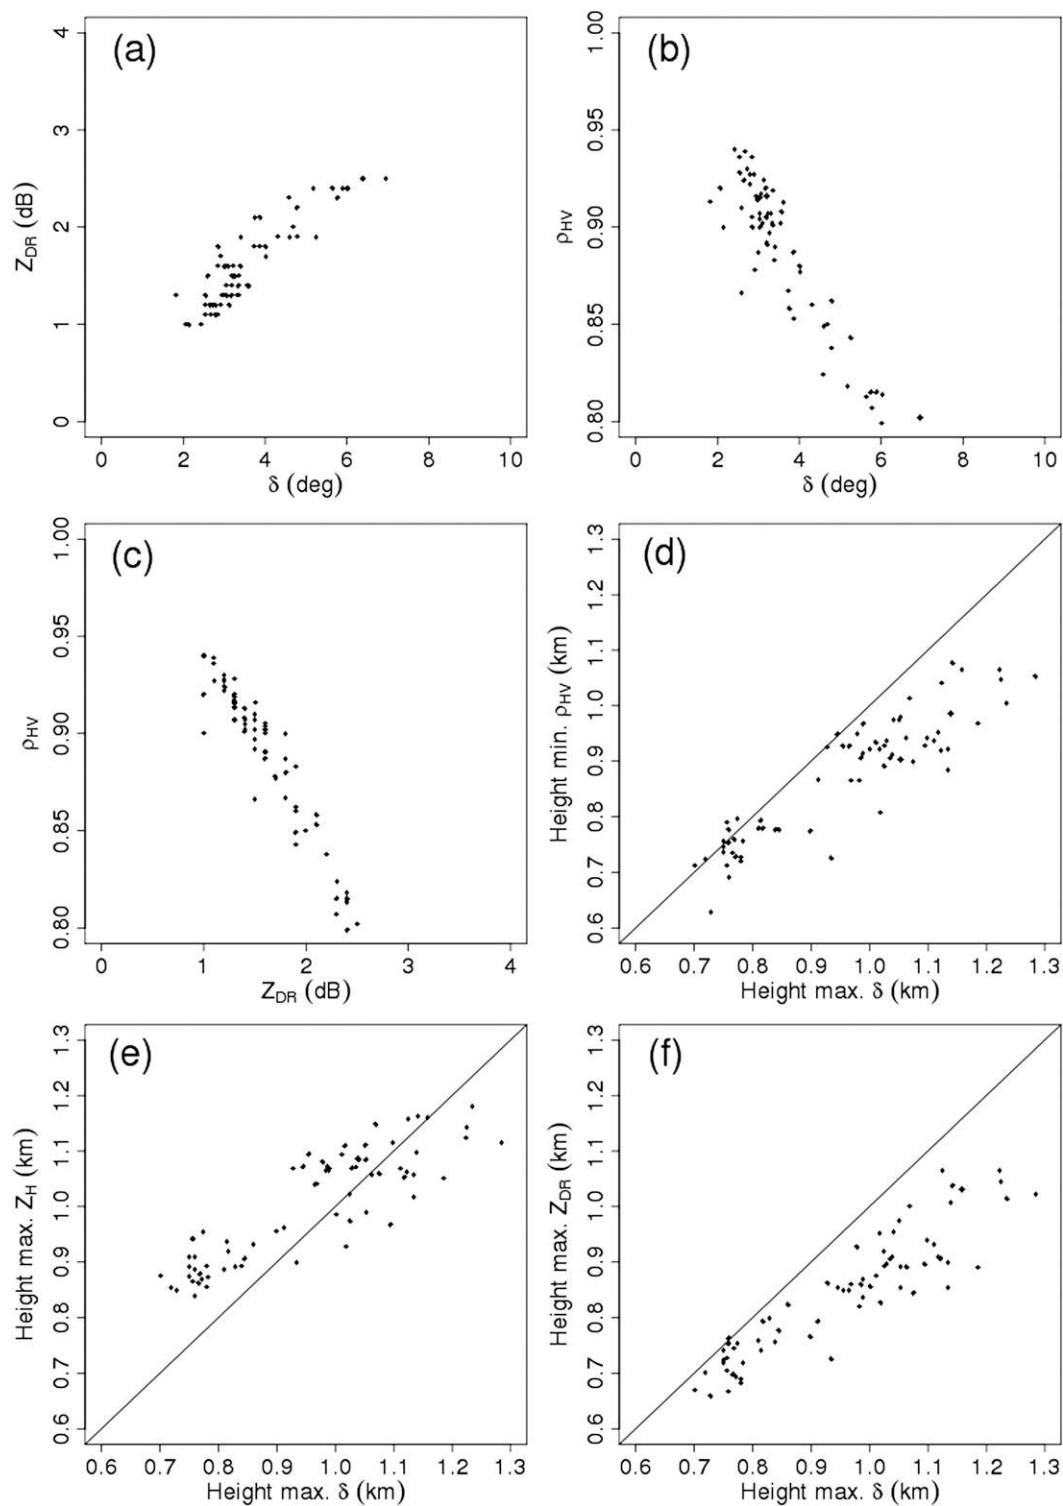 (a)
4
3
2
1
0
Z_DR (dB)
0 2 4 6 8 10
δ (deg)
(b)
1.00
0.95
0.90
0.85
0.80
ρ_HV
0 2 4 6 8 10
δ (deg)
(c)
1.00
0.95
0.90
0.85
0.80
ρ_HV
0 1 2 3 4
Z_DR (dB)
(d)
1.3
1.2
1.1
1.0
0.9
0.8
0.7
0.6
Height min. ρ_HV (km)
0.6 0.7 0.8 0.9 1.0 1.1 1.2 1.3
Height max. δ (km)
(e)
1.3
1.2
1.1
1.0
0.9
0.8
0.7
0.6
Height max. Z_H (km)
0.6 0.7 0.8 0.9 1.0 1.1 1.2 1.3
Height max. δ (km)
(f)
1.3
1.2
1.1
1.0
0.9
0.8
0.7
0.6
Height max. Z_DR (km)
0.6 0.7 0.8 0.9 1.0 1.1 1.2 1.3
Height max. δ (km)